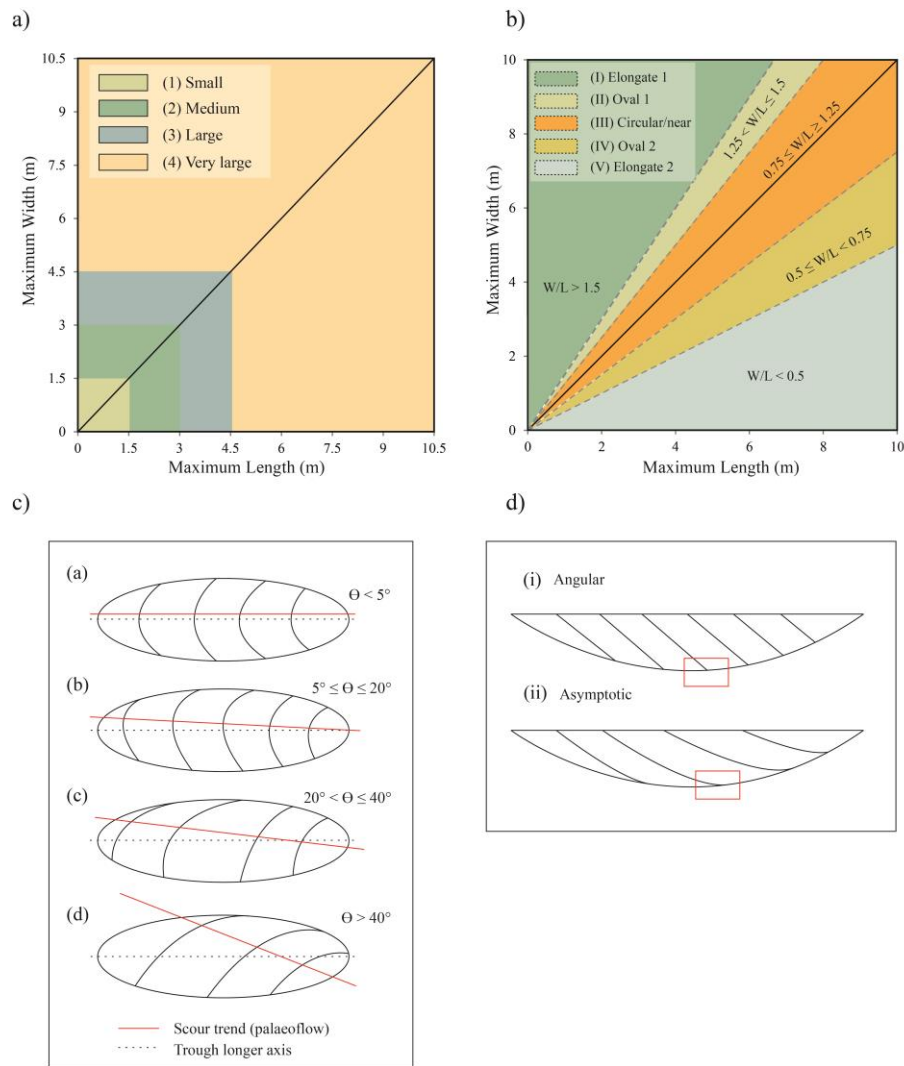 a)
10.5
9
7.5
6
4.5
3
1.5
0
Maximum Width (m)
(1) Small
(2) Medium
(3) Large
(4) Very large
0
1.5
3
4.5
6
7.5
9
10.5
Maximum Length (m)
b)
10
8
6
4
2
0
Maximum Width (m)
(I) Elongate 1
(II) Oval 1
(III) Circular/near
(IV) Oval 2
(V) Elongate 2
1.25 < W/L ≤ 1.5
0.75 ≤ W/L ≥ 1.25
0.5 ≤ W/L < 0.75
W/L > 1.5
W/L < 0.5
0
2
4
6
8
10
Maximum Length (m)
c)
(a)
Ɵ < 5°
(b)
5° ≤ Ɵ ≤ 20°
(c)
20° < Ɵ ≤ 40°
(d)
Ɵ > 40°
Scour trend (palaeoflow)
Trough longer axis
d)
(i) Angular
(ii) Asymptotic